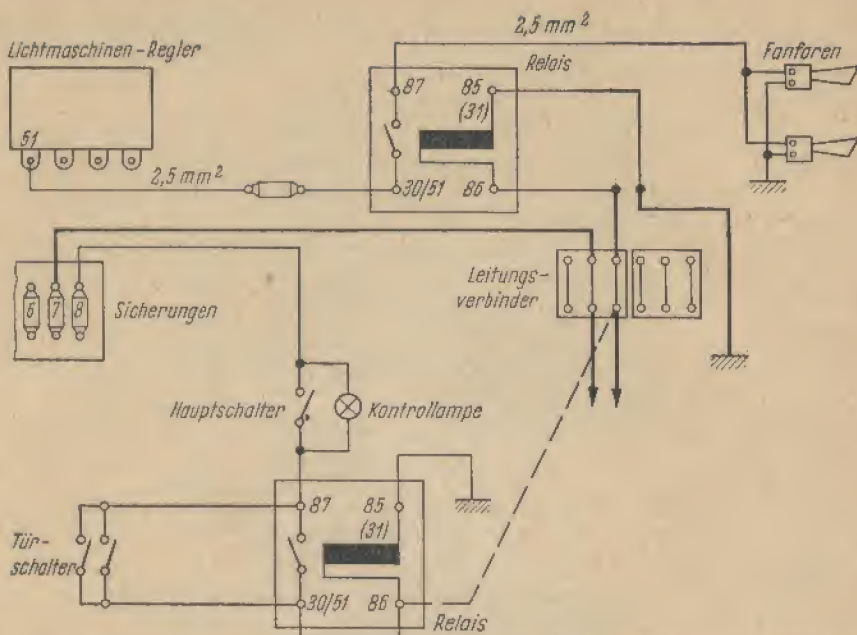 2,5 mm²
Lichtmaschinen-Regler
Relais
Fanfaren
87
85
(31)
51
2,5 mm²
30/51
86
Leitungs-
verbinder
6
7
8
Sicherungen
Hauptschalter
Kontrollampe
87
85
(31)
Tür-
schalter
30/51
86
Relais